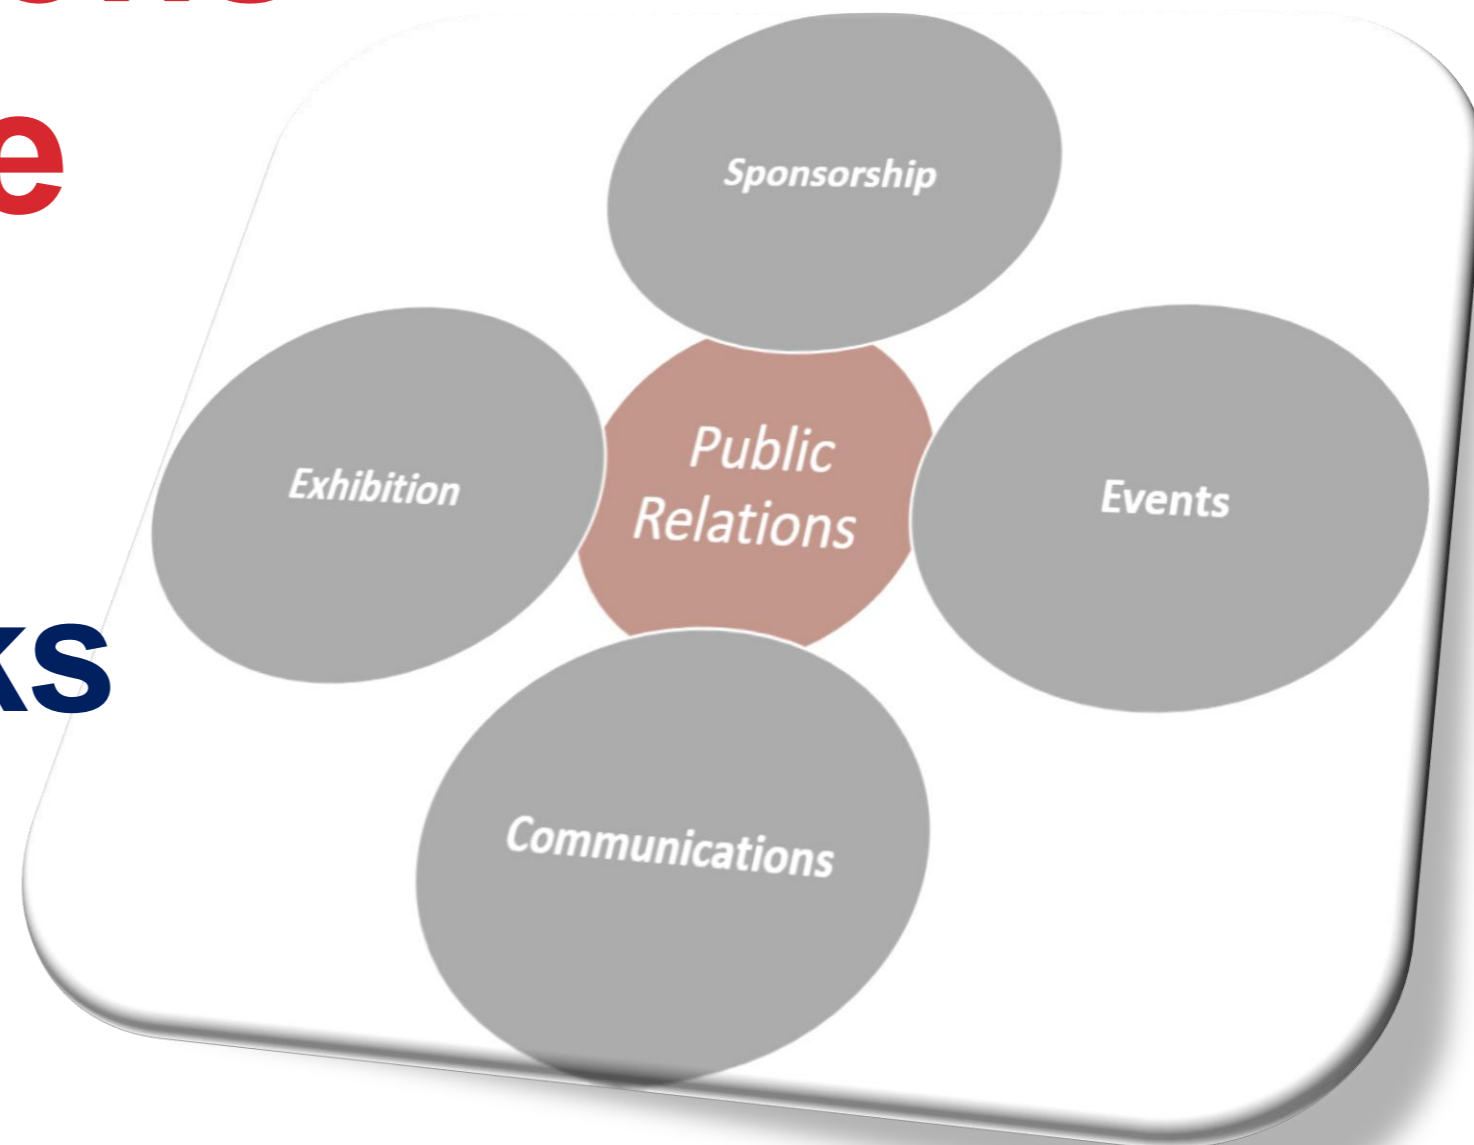 Sponsorship
Exhibition
Public
Relations
Events
Communications